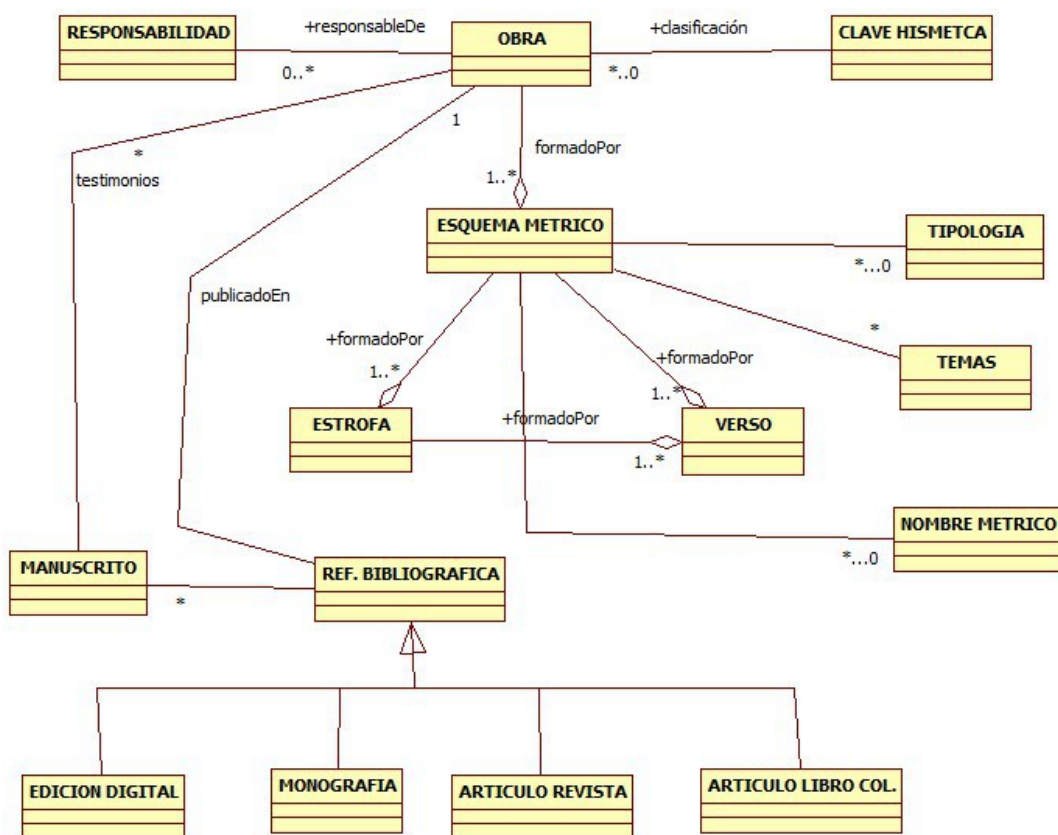 RESPONSABILIDAD
+responsableDe
0..*
OBRA
+clasificación
*..0
CLAVE HISMETCA
1
*
testimonios
formadoPor
1..*
ESQUEMA METRICO
TIPOLOGIA
*...0
publicadoEn
+formadoPor
1..*
+formadoPor
1..*
*
TEMAS
ESTROFA
+formadoPor
1..*
VERSO
NOMBRE METRICO
*...0
MANUSCRITO
*
REF. BIBLIOGRAFICA
EDICION DIGITAL
MONOGRAFIA
ARTICULO REVISTA
ARTICULO LIBRO COL.